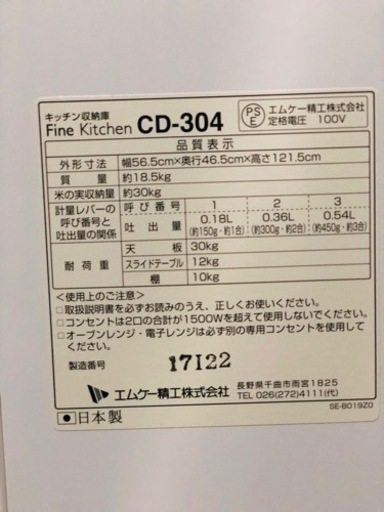 キッチン収納庫
Fine Kitchen CD-304
PSE
エムケー精工株式会社
定格電圧 100V
品質表示
外形寸法 幅56.5cm×奥行46.5cm×高さ121.5cm
質量 約18.5kg
米の実収納量 約30kg
計量レバーの呼び番号と吐出量の関係
呼び番号 1 2 3
吐出量 0.18L 0.36L 0.54L
(約150g・約1合) (約300g・約2合) (約450g・約3合)
耐荷重
天板 30kg
スライドテーブル 12kg
棚 10kg
<使用上のご注意>
□取扱説明書を必ずお読みのうえ、正しくお使いください。
□コンセントは2口の合計が1500Wを超えて使用しないでください。
□オーブンレンジ・電子レンジは必ず別の専用コンセントを使用してください。
製造番号 17122
エムケー精工株式会社
長野県千曲市雨宮1825
TEL 026(272)4111(代)
日本製
SE-B019Z0